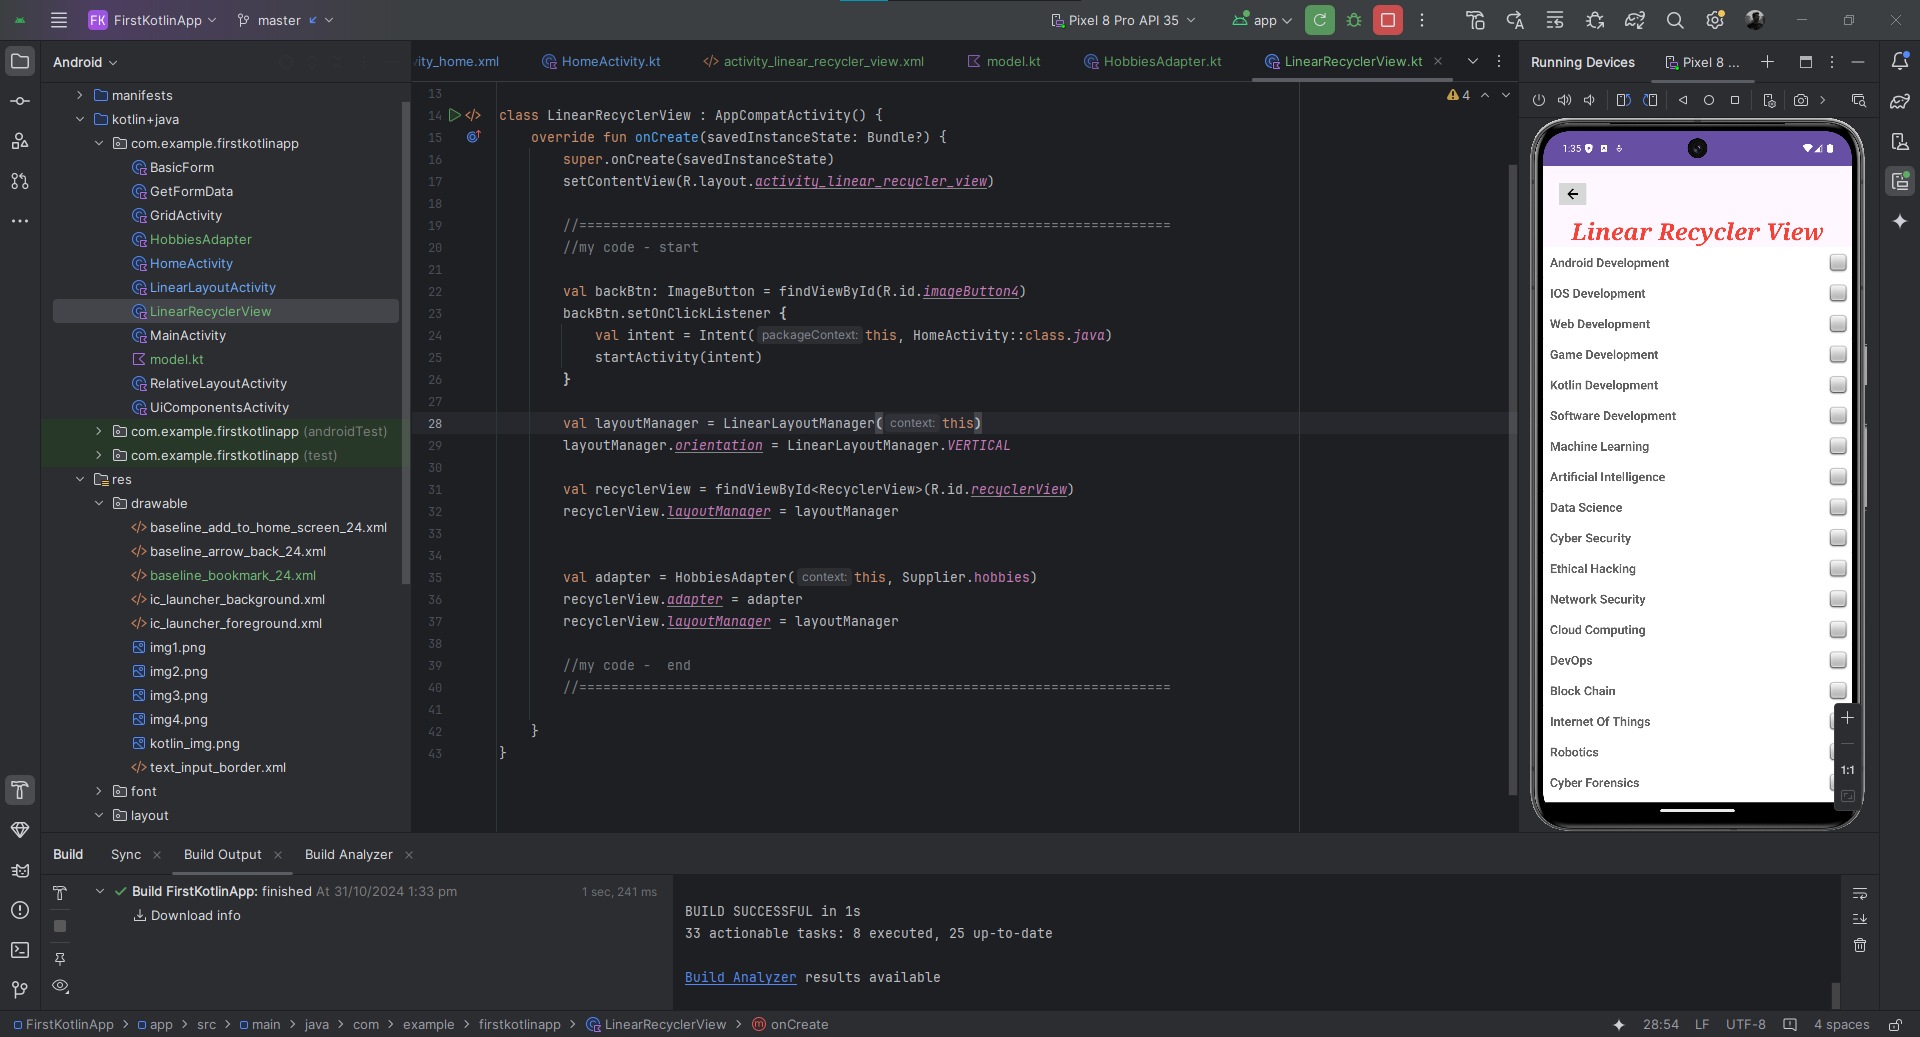 FK FirstKotlinApp master Pixel 8 Pro API 35 app
Android
manifests
kotlin+java
com.example.firstkotlinapp
BasicForm
GetFormData
GridActivity
HobbiesAdapter
HomeActivity
LinearLayoutActivity
LinearRecyclerView
MainActivity
model.kt
RelativeLayoutActivity
UiComponentsActivity
com.example.firstkotlinapp (androidTest)
com.example.firstkotlinapp (test)
res
drawable
baseline_add_to_home_screen_24.xml
baseline_arrow_back_24.xml
baseline_bookmark_24.xml
ic_launcher_background.xml
ic_launcher_foreground.xml
img1.png
img2.png
img3.png
img4.png
kotlin_img.png
text_input_border.xml
font
layout
vity_home.xml HomeActivity.kt activity_linear_recycler_view.xml model.kt HobbiesAdapter.kt LinearRecyclerView.kt
4
13
14 class LinearRecyclerView : AppCompatActivity() {
15 override fun onCreate(savedInstanceState: Bundle?) {
16 super.onCreate(savedInstanceState)
17 setContentView(R.layout.activity_linear_recycler_view)
18
19 //==========================================================================
20 //my code - start
21
22 val backBtn: ImageButton = findViewById(R.id.imageButton4)
23 backBtn.setOnClickListener {
24 val intent = Intent( packageContext: this, HomeActivity::class.java)
25 startActivity(intent)
26 }
27
28 val layoutManager = LinearLayoutManager( context: this)
29 layoutManager.orientation = LinearLayoutManager.VERTICAL
30
31 val recyclerView = findViewById<RecyclerView>(R.id.recyclerView)
32 recyclerView.layoutManager = layoutManager
33
34
35 val adapter = HobbiesAdapter( context: this, Supplier.hobbies)
36 recyclerView.adapter = adapter
37 recyclerView.layoutManager = layoutManager
38
39 //my code -  end
40 //==========================================================================
41
42 }
43 }
Running Devices Pixel 8 ...
1:35
Linear Recycler View
Android Development
IOS Development
Web Development
Game Development
Kotlin Development
Software Development
Machine Learning
Artificial Intelligence
Data Science
Cyber Security
Ethical Hacking
Network Security
Cloud Computing
DevOps
Block Chain
Internet Of Things
Robotics
Cyber Forensics
1:1
Build Sync Build Output Build Analyzer
Build FirstKotlinApp: finished At 31/10/2024 1:33 pm 1 sec, 241 ms
Download info
BUILD SUCCESSFUL in 1s
33 actionable tasks: 8 executed, 25 up-to-date
Build Analyzer results available
FirstKotlinApp > app > src > main > java > com > example > firstkotlinapp > LinearRecyclerView > onCreate
28:54 LF UTF-8 4 spaces